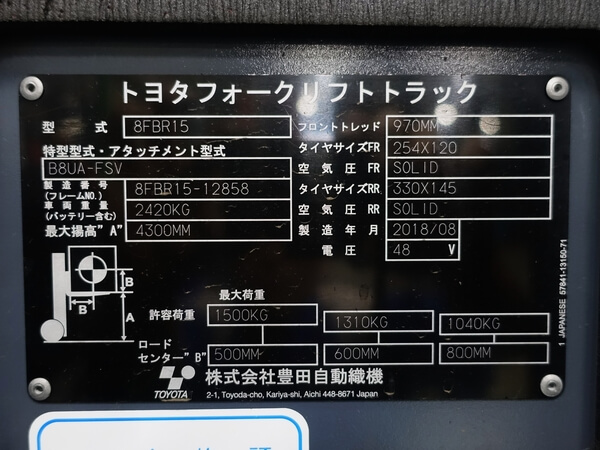 トヨタフォークリフトトラック
型 式 8FBR15 フロントトレッド 970MM
特型型式・アタッチメント型式 タイヤサイズFR 254X120
B8UA-FSV 空気圧FR SOLID
製造番号 (フレームNO.) 8FBR15-12858 タイヤサイズRR 330X145
車両重量 (バッテリー含む) 2420KG 空気圧RR SOLID
最大揚高"A" 4300MM 製造年月 2018/08
電圧 48 V
B
B
A
最大荷重
許容荷重 1500KG 1310KG 1040KG
ロード
センター"B" 500MM 600MM 800MM
TOYOTA 株式会社豊田自動織機
2-1, Toyoda-cho, Kariya-shi, Aichi 448-8671 Japan
1 JAPANESE 57841-13150-71